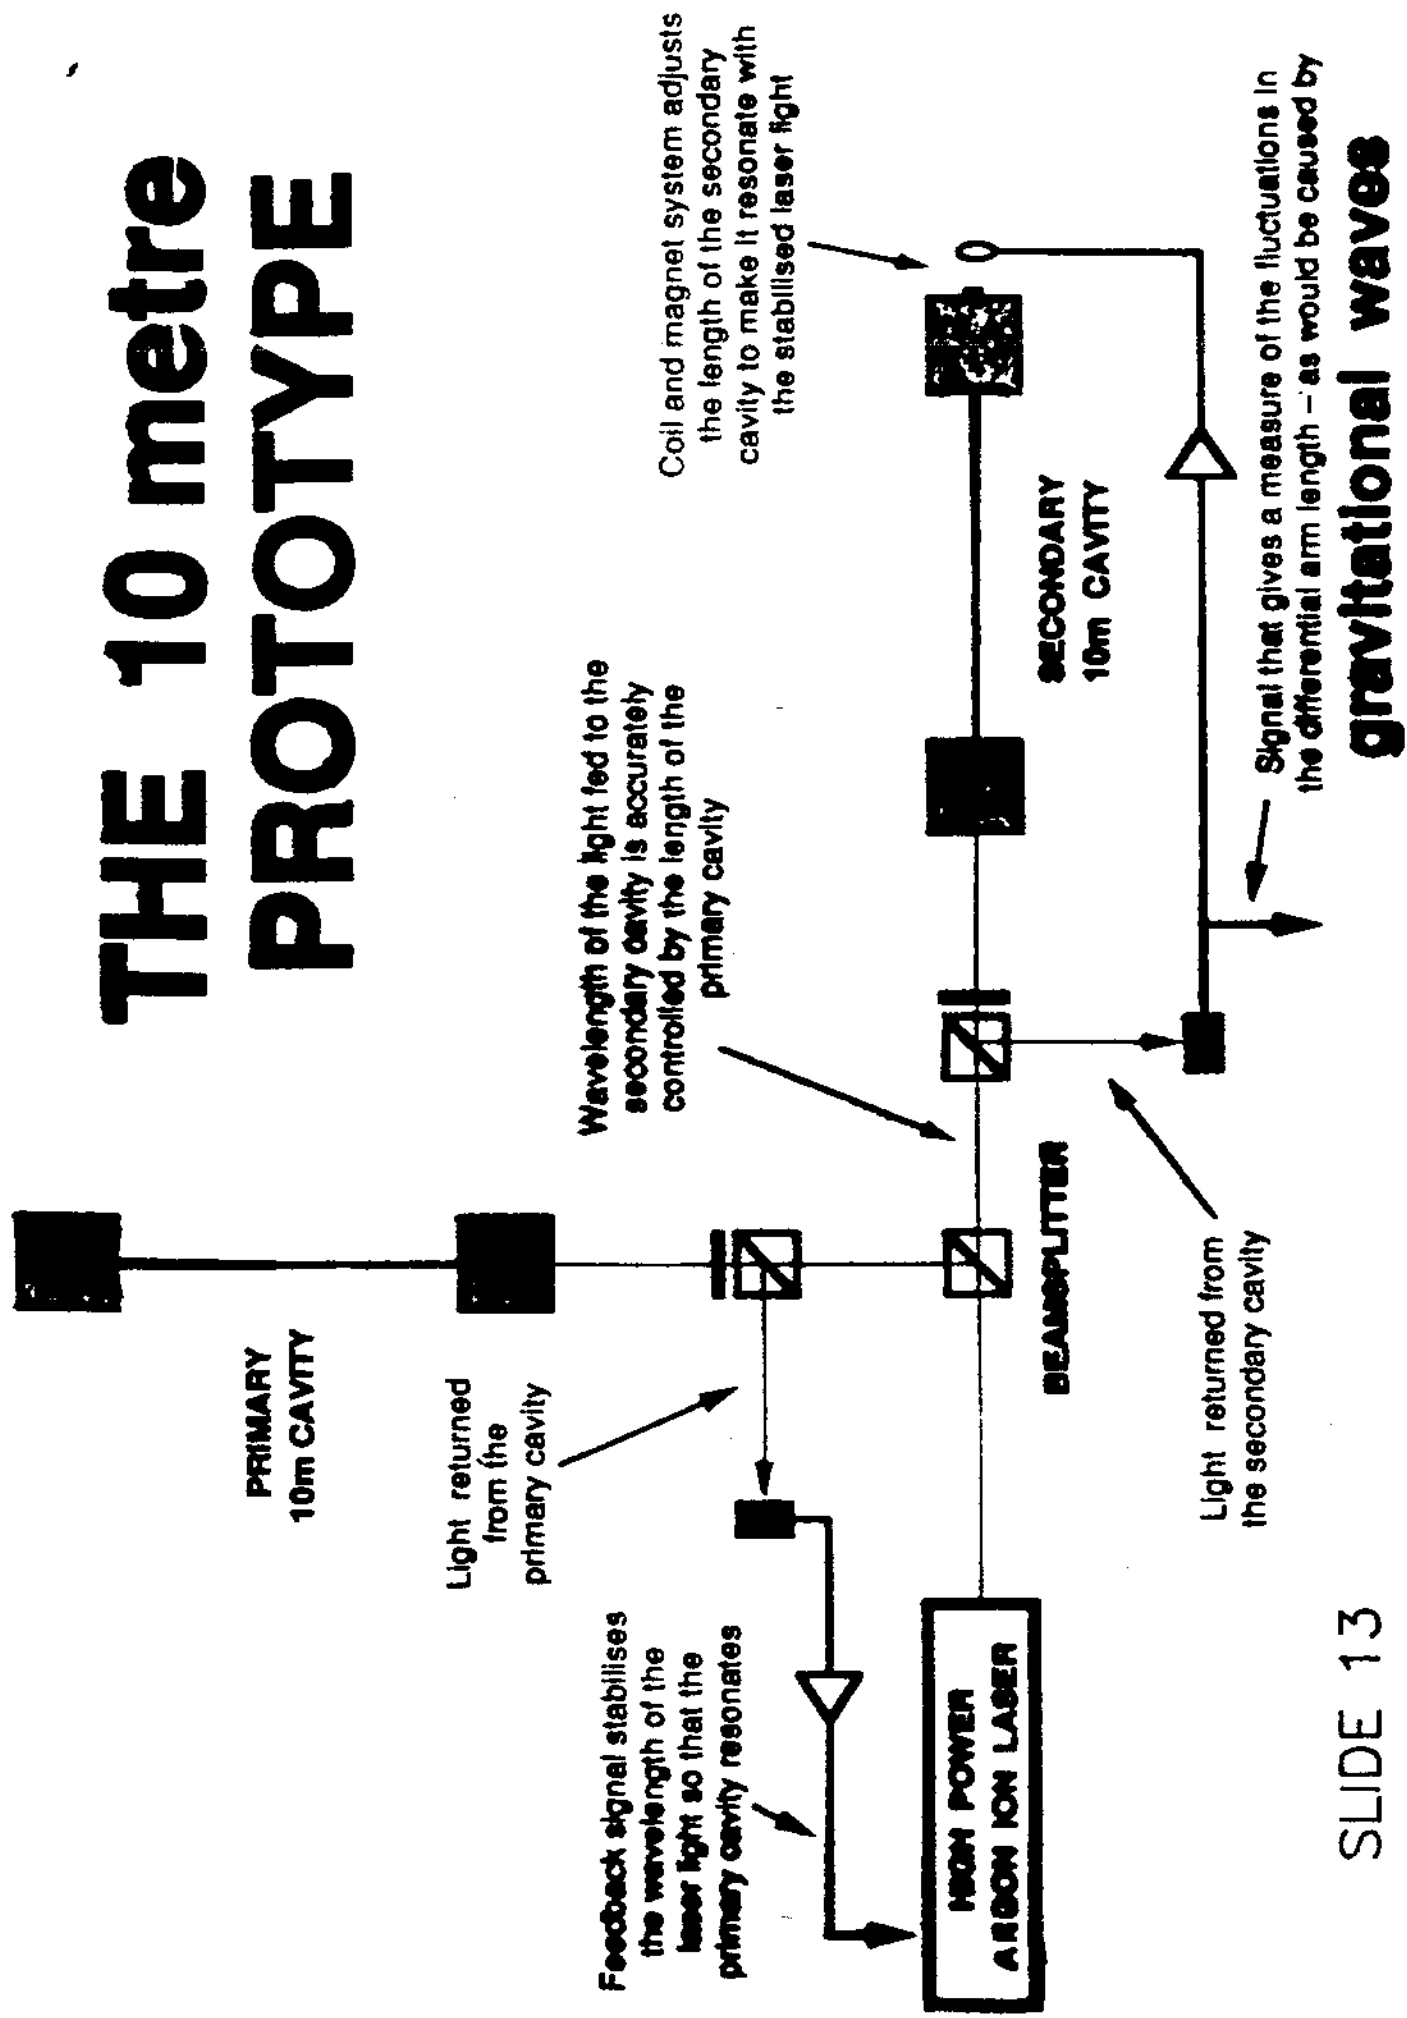 THE 10 metre
PROTOTYPE
PRIMARY
10m CAVITY
Light returned
from the
primary cavity
Feedback signal stabilises
the wavelength of the
laser light so that the
primary cavity resonates
Wavelength of the light fed to the
secondary cavity is accurately
controlled by the length of the
primary cavity
Coil and magnet system adjusts
the length of the secondary
cavity to make it resonate with
the stabilised laser light
HIGH POWER
ARGON ION LASER
BEAMSPLITTER
SECONDARY
10m CAVITY
Light returned from
the secondary cavity
Signal that gives a measure of the fluctuations in
the differential arm length – as would be caused by
gravitational waves
SLIDE 13